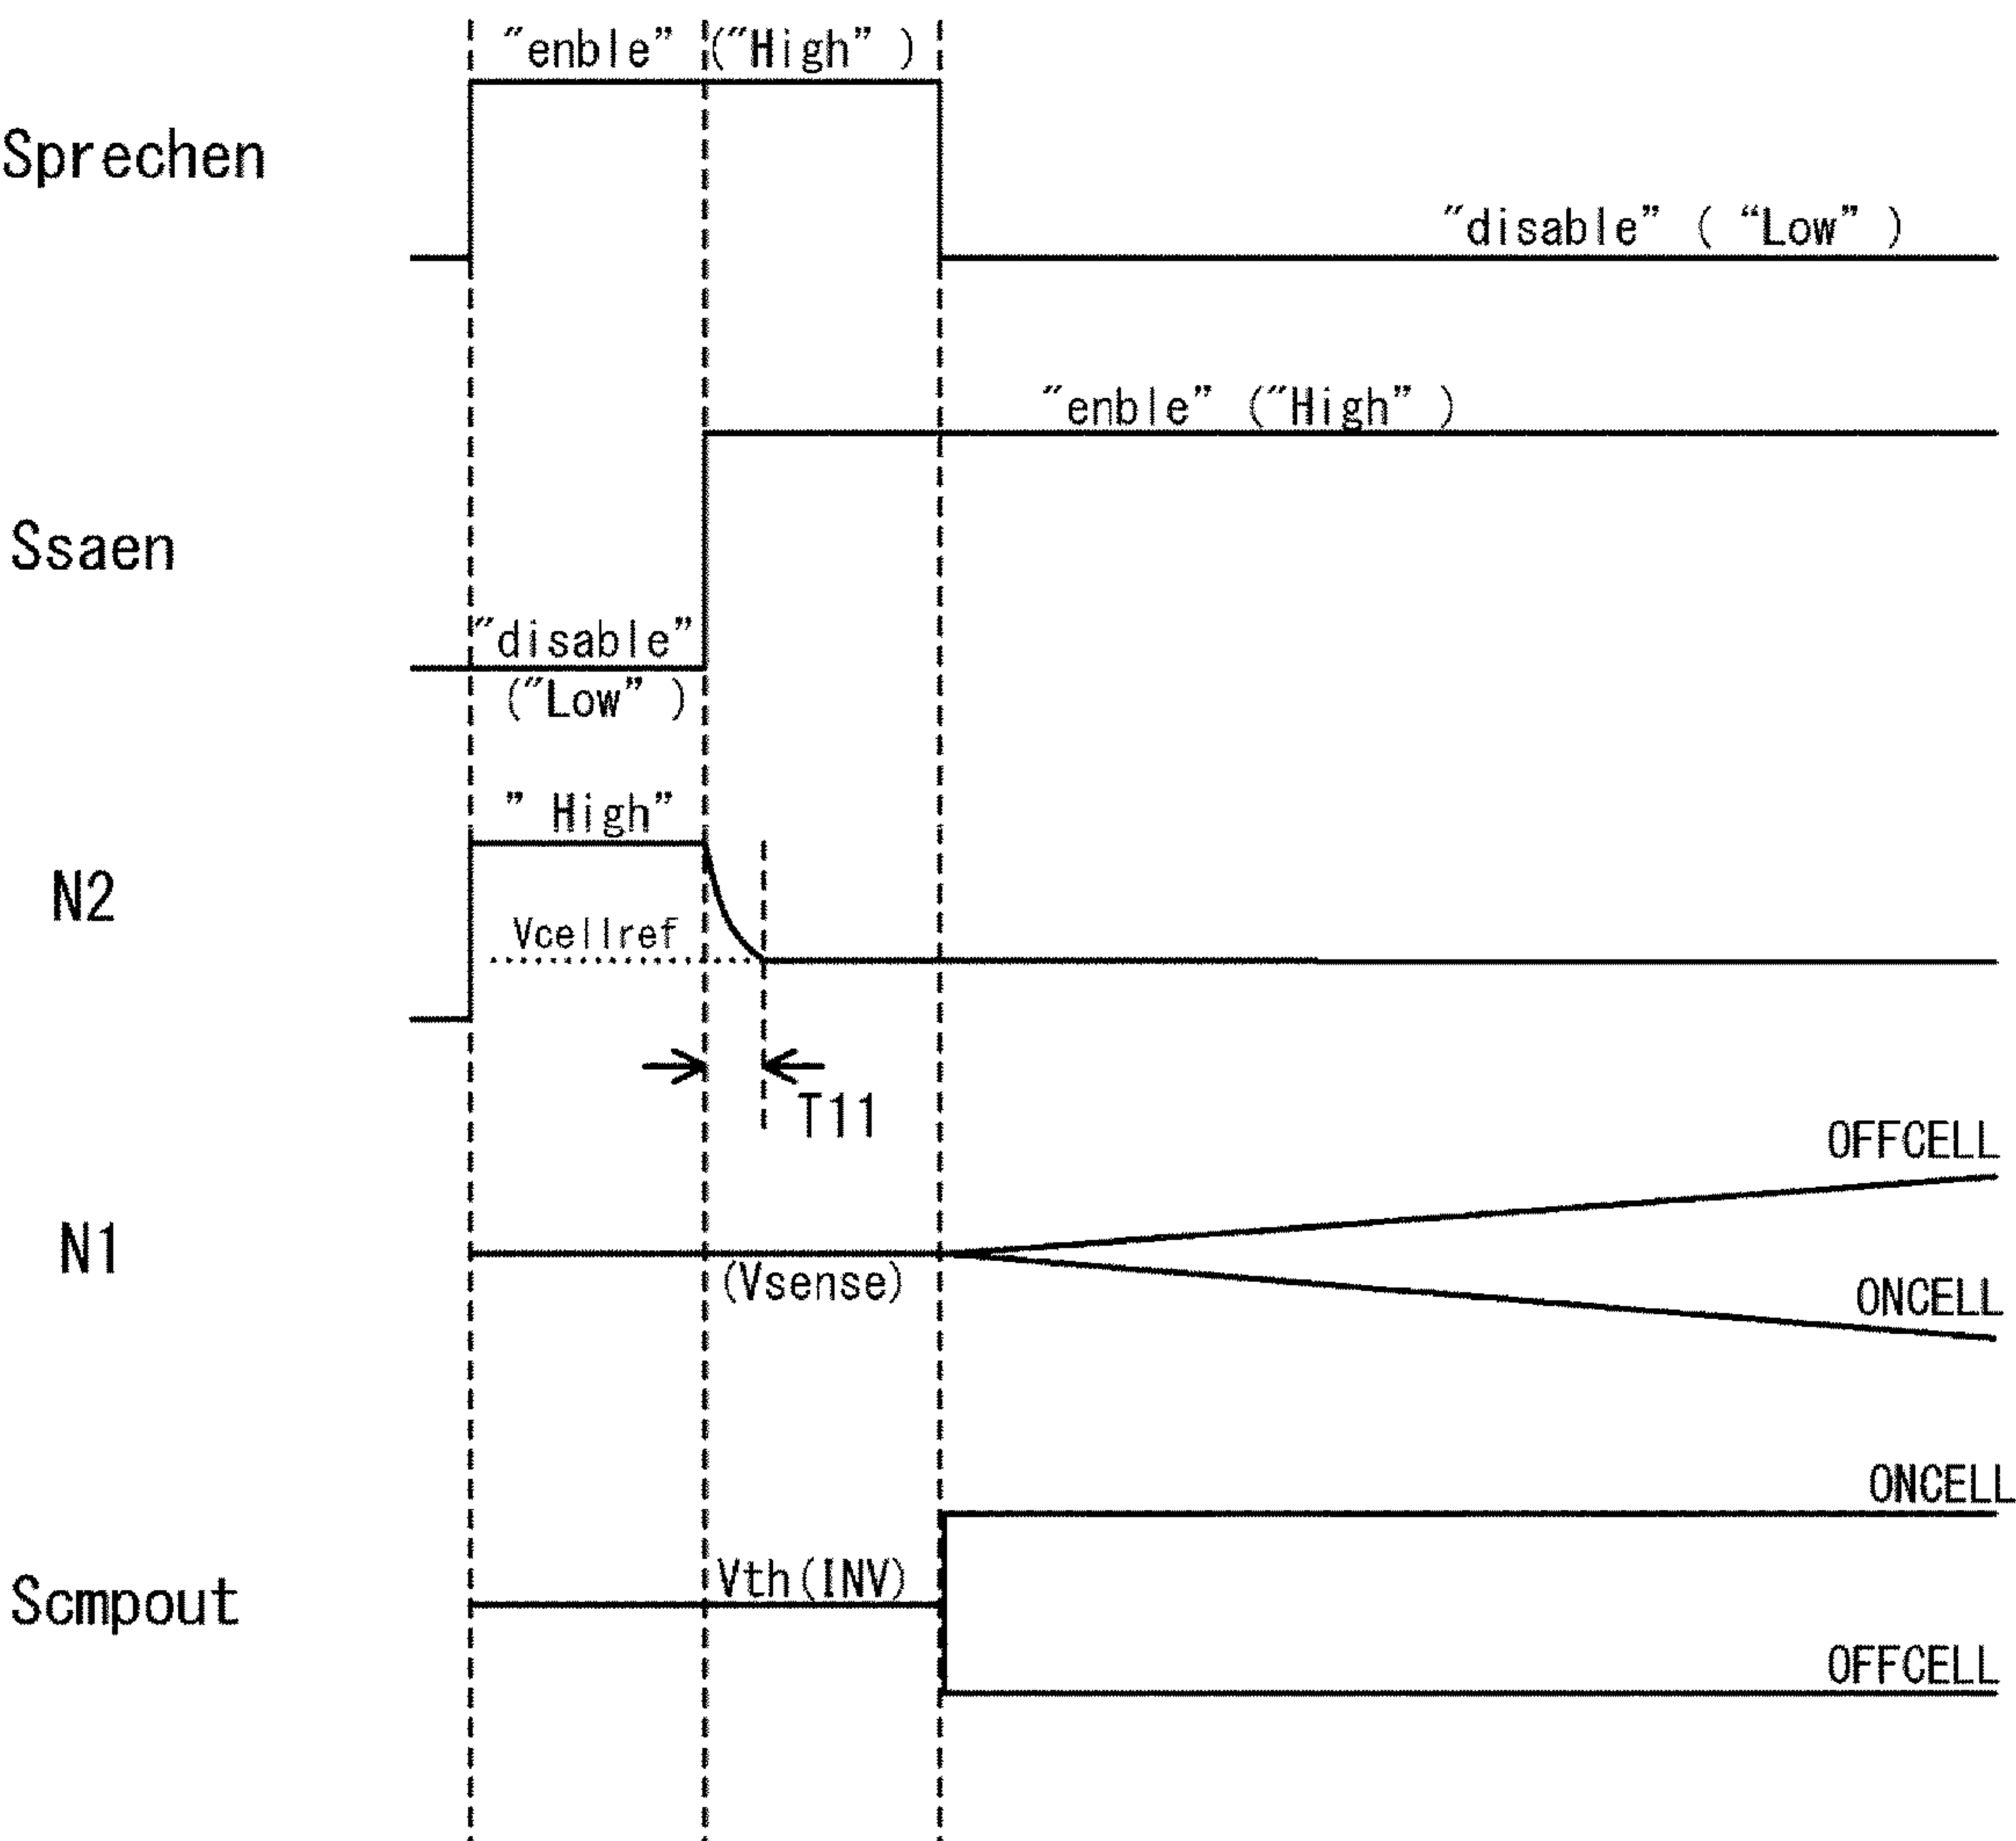 "enble" ("High" )
Sprechen
"disable" ( “Low” )
"enble" ("High" )
Ssaen
"disable"
("Low" )
" High"
N2
Vcellref
T11
OFFCELL
N1
(Vsense)
ONCELL
ONCELL
Vth(INV)
Scmpout
OFFCELL